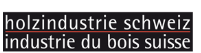 holzindustrie schweiz
industrie du bois suisse